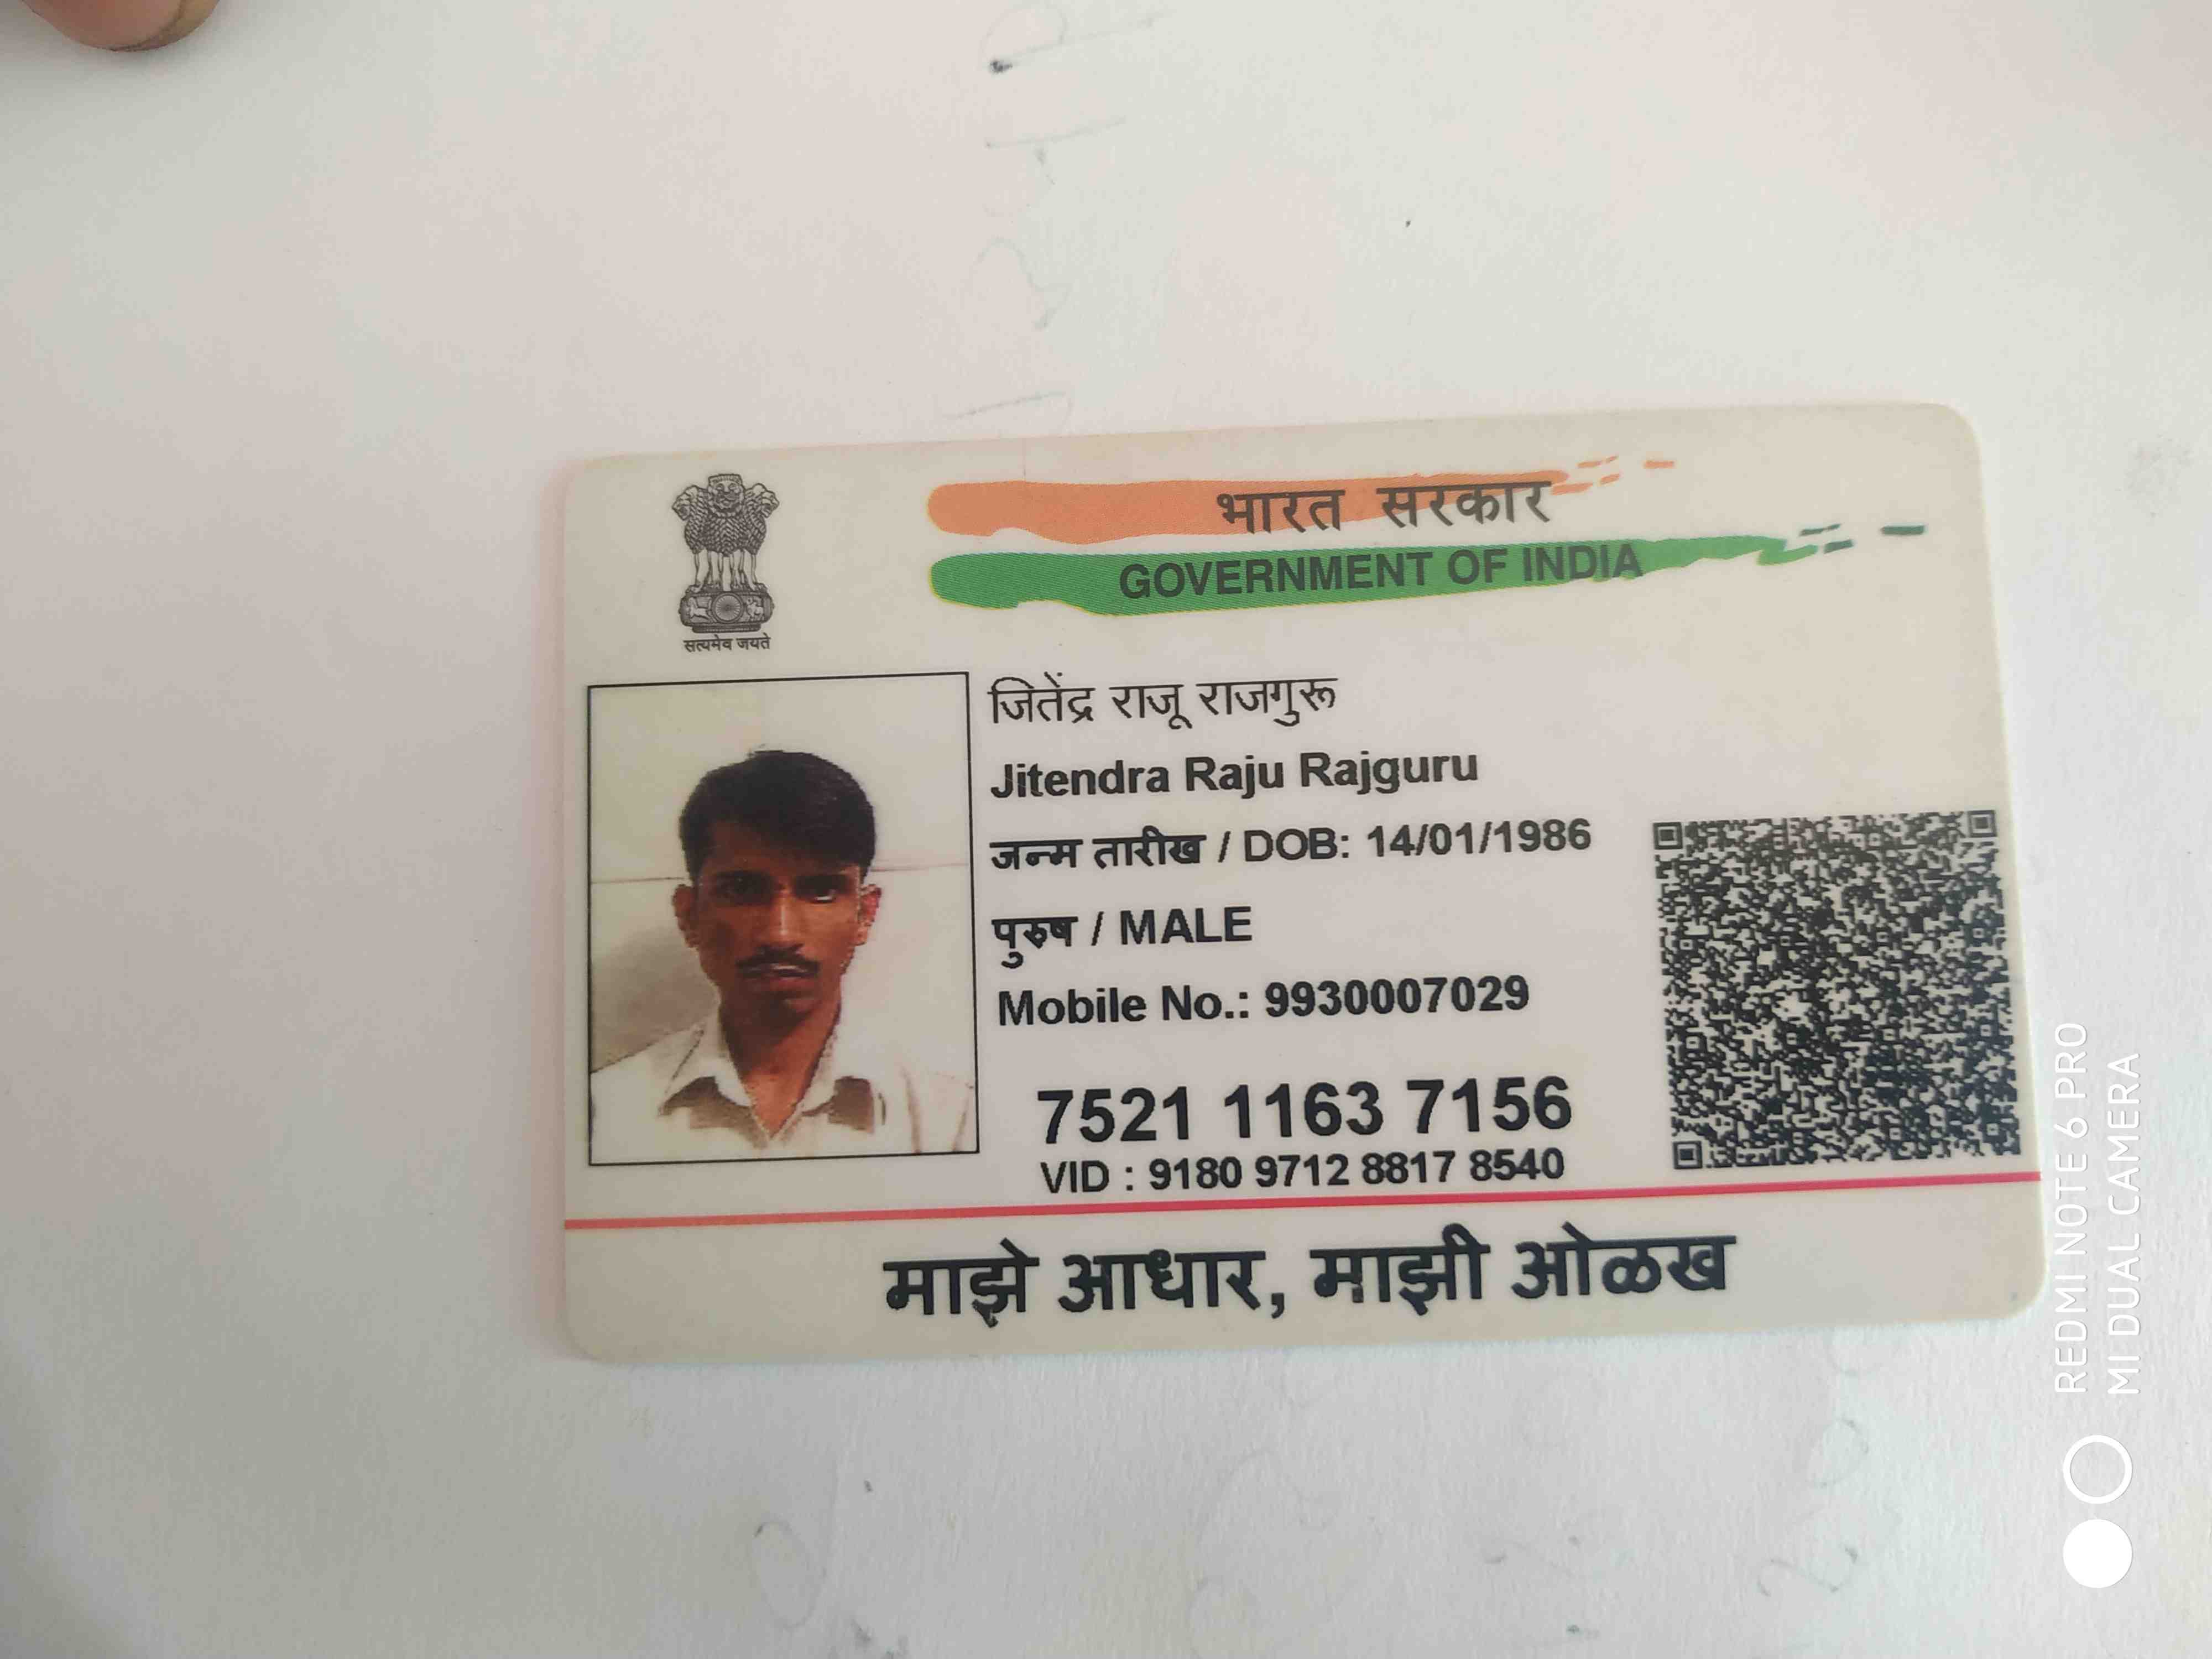 सत्यमेव जयते
भारत सरकार
GOVERNMENT OF INDIA
जितेंद्र राजू राजगुरू
Jitendra Raju Rajguru
जन्म तारीख / DOB: 14/01/1986
पुरुष / MALE
Mobile No.: 9930007029
7521 1163 7156
VID : 9180 9712 8817 8540
माझे आधार, माझी ओळख
REDMI NOTE 6 PRO
MI DUAL CAMERA